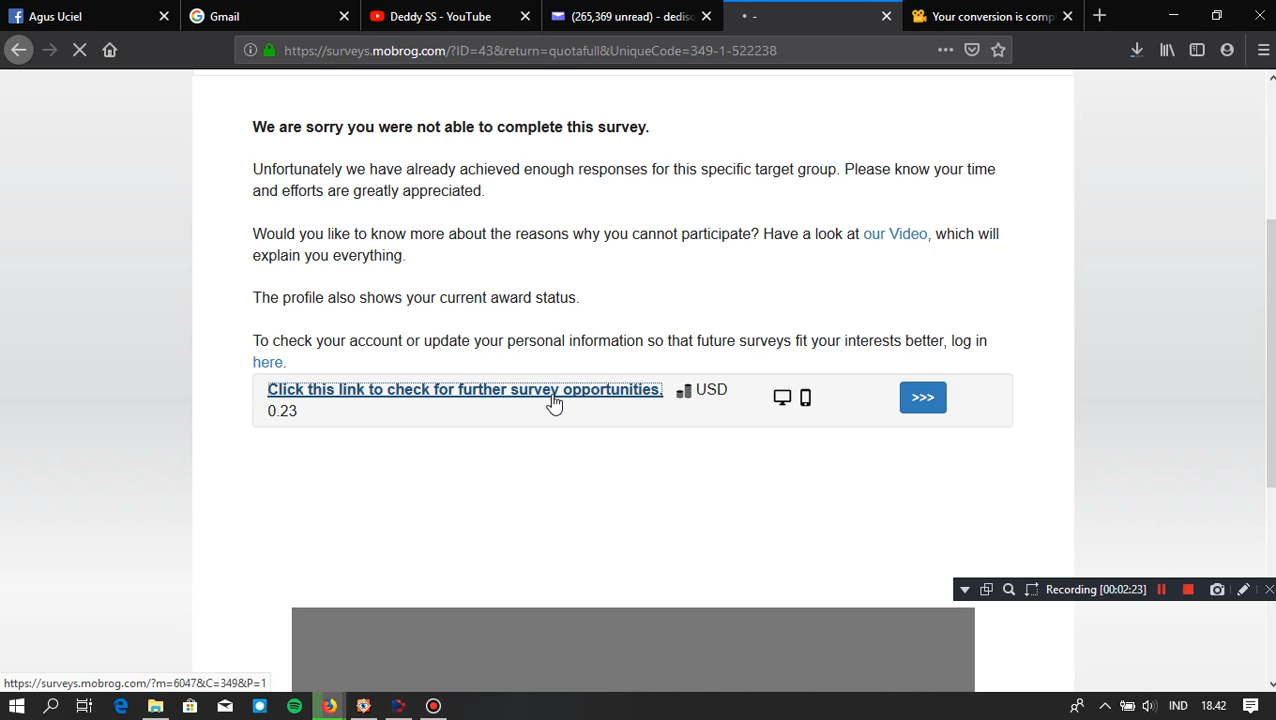 Agus Uciel
Gmail
Deddy SS - YouTube
(265,369 unread) - dediso
-
Your conversion is comp
https://surveys.mobrog.com/?ID=43&return=quotafull&UniqueCode=349-1-522238
We are sorry you were not able to complete this survey.
Unfortunately we have already achieved enough responses for this specific target group. Please know your time
and efforts are greatly appreciated.
Would you like to know more about the reasons why you cannot participate? Have a look at our Video, which will
explain you everything.
The profile also shows your current award status.
To check your account or update your personal information so that future surveys fit your interests better, log in
here.
Click this link to check for further survey opportunities. USD
0.23
>>>
Recording [00:02:23]
https://surveys.mobrog.com/?m=6047&C=349&P=1
IND 18.42